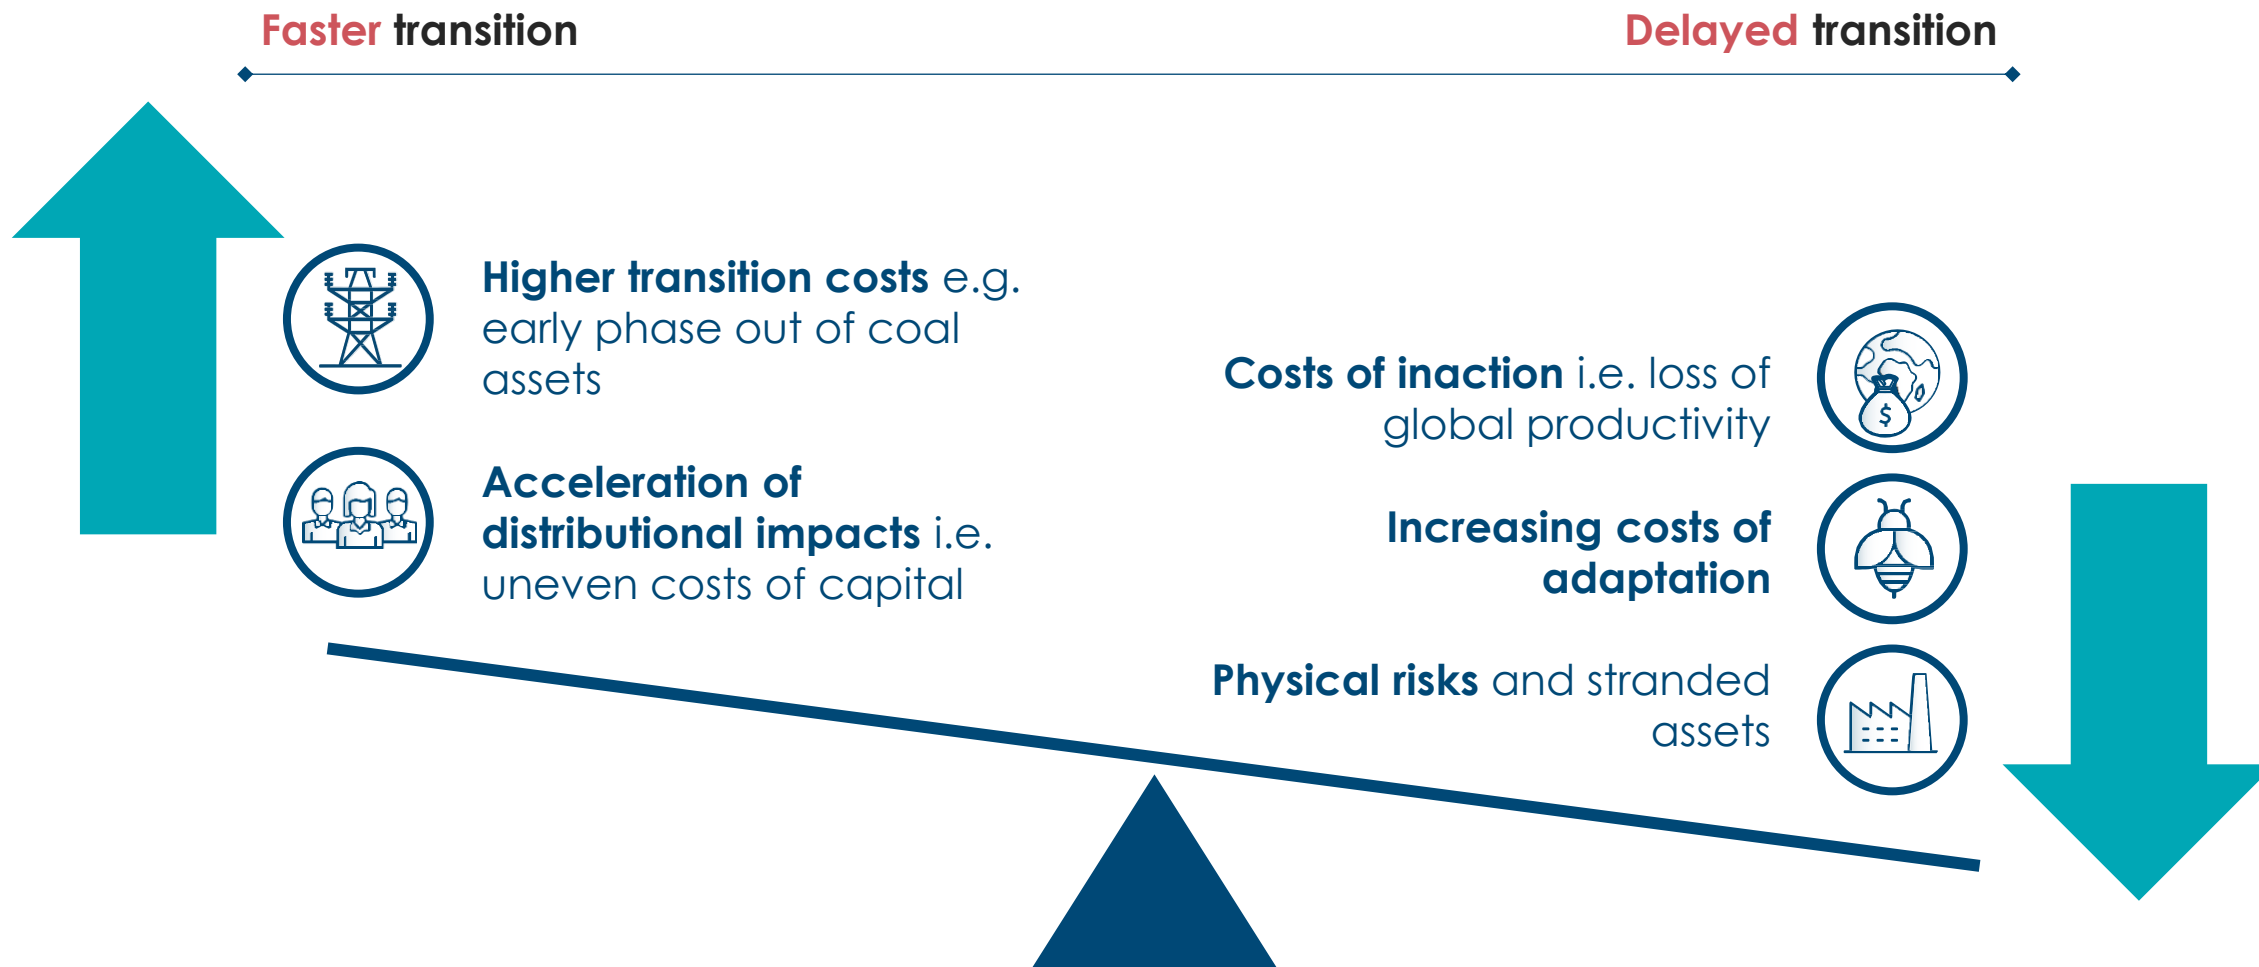 Faster transition
Delayed transition
Higher transition costs e.g.
early phase out of coal
assets
Acceleration of
distributional impacts i.e.
uneven costs of capital
Costs of inaction i.e. loss of
global productivity
$
Increasing costs of
adaptation
Physical risks and stranded
assets